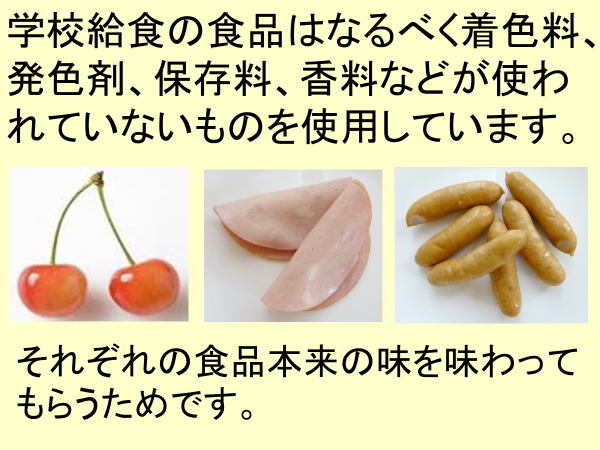 学校給食の食品はなるべく着色料、
発色剤、保存料、香料などが使わ
れていないものを使用しています。
それぞれの食品本来の味を味わって
もらうためです。